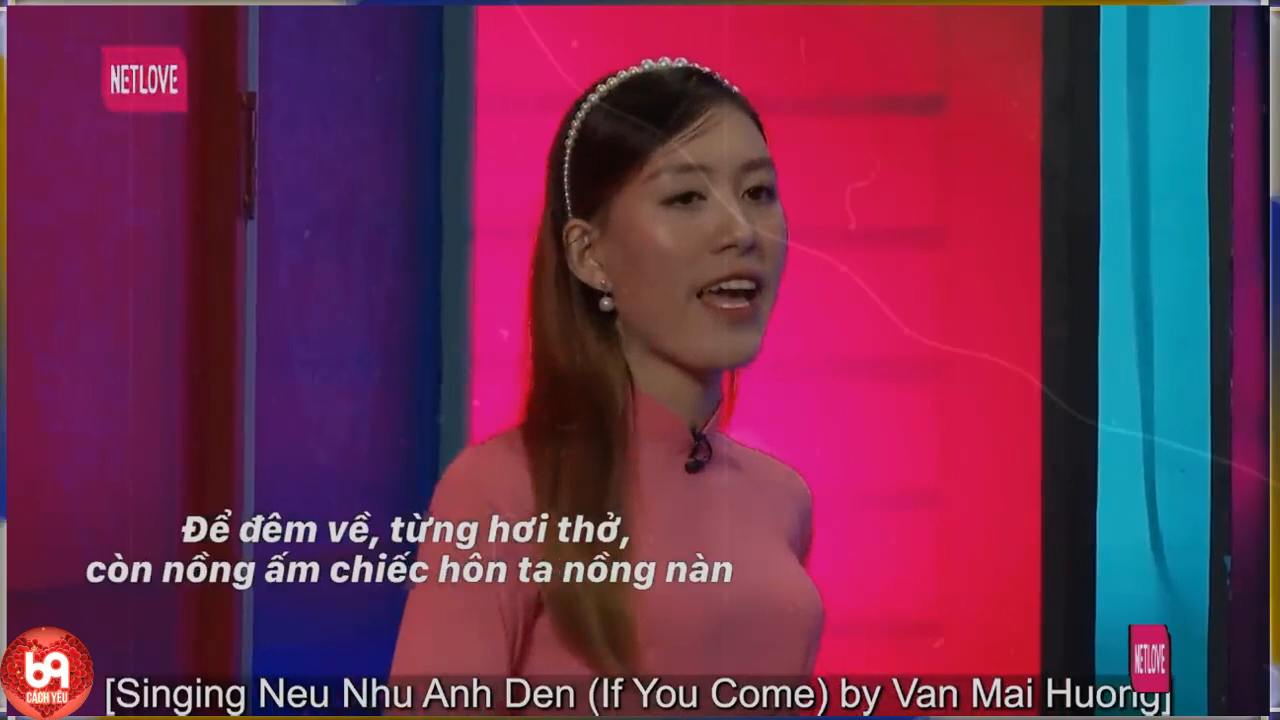 NETLOVE
Để đêm về, từng hơi thở,
còn nồng ấm chiếc hôn ta nồng nàn
NETLOVE
69
CÁCH YÊU
[Singing Neu Nhu Anh Den (If You Come) by Van Mai Huong]